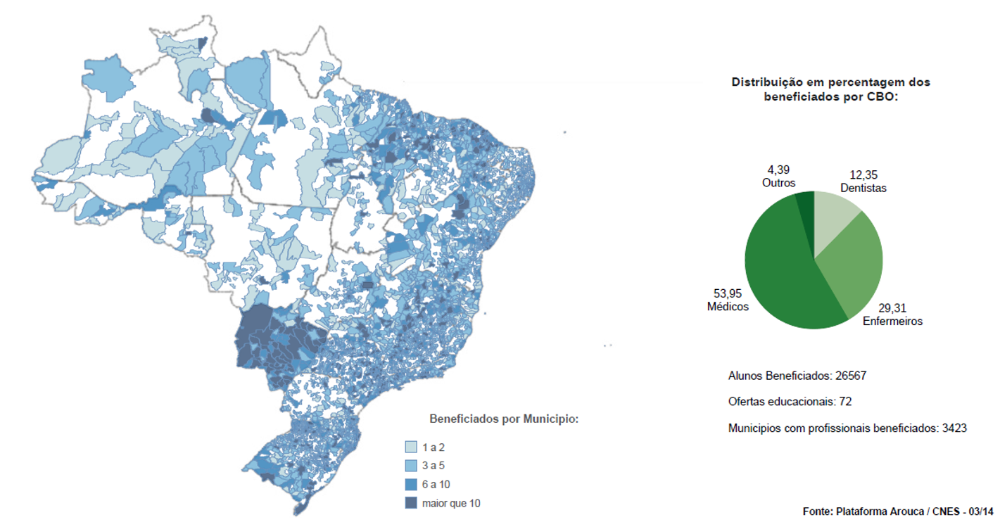 Distribuição em percentagem dos
beneficiados por CBO:
4,39
Outros
12,35
Dentistas
53,95
Médicos
29,31
Enfermeiros
Alunos Beneficiados: 26567
Ofertas educacionais: 72
Municipios com profissionais beneficiados: 3423
Beneficiados por Municipio:
1 a 2
3 a 5
6 a 10
maior que 10
Fonte: Plataforma Arouca / CNES - 03/14